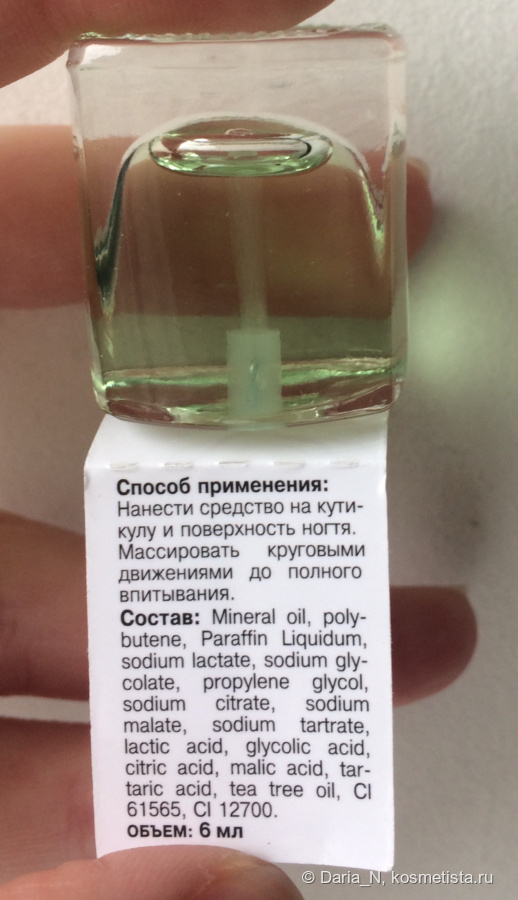 Способ применения:
Нанести средство на кути-
кулу и поверхность ногтя.
Массировать круговыми
движениями до полного
впитывания.
Состав: Mineral oil, poly-
butene, Paraffin Liquidum,
sodium lactate, sodium gly-
colate, propylene glycol,
sodium citrate, sodium
malate, sodium tartrate,
lactic acid, glycolic acid,
citric acid, malic acid, tar-
taric acid, tea tree oil, CI
61565, CI 12700.
ОБЪЕМ: 6 мл
© Daria_N, kosmetista.ru